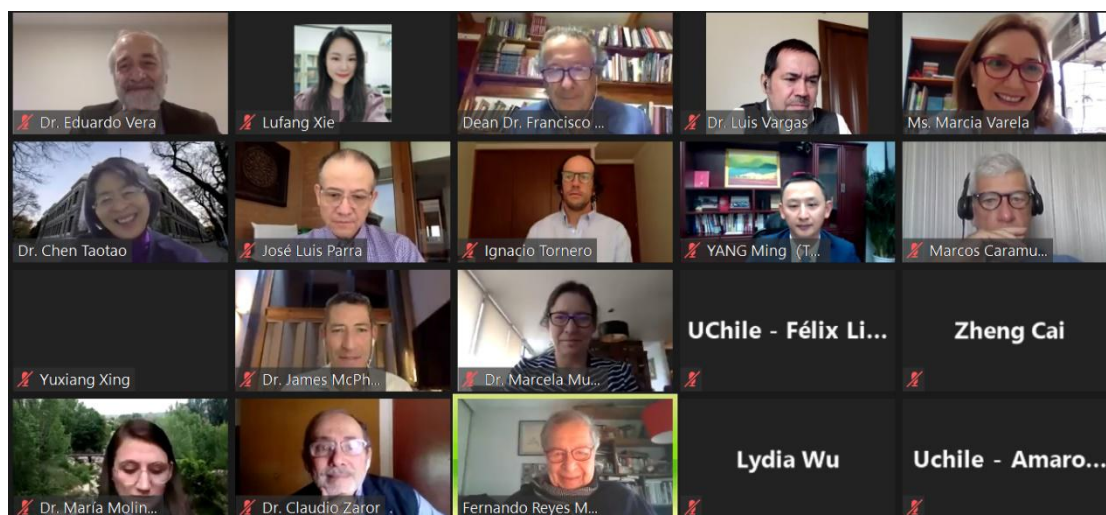 Dr. Eduardo Vera
Lufang Xie
Dean Dr. Francisco ...
Dr. Luis Vargas
Ms. Marcia Varela
Dr. Chen Taotao
José Luis Parra
Ignacio Tornero
YANG Ming（T...
Marcos Caramu...
Yuxiang Xing
Dr. James McPh...
Dr. Marcela Mu...
UChile - Félix Li...
Zheng Cai
Dr. María Molin...
Dr. Claudio Zaror
Fernando Reyes M...
Lydia Wu
Uchile - Amaro...